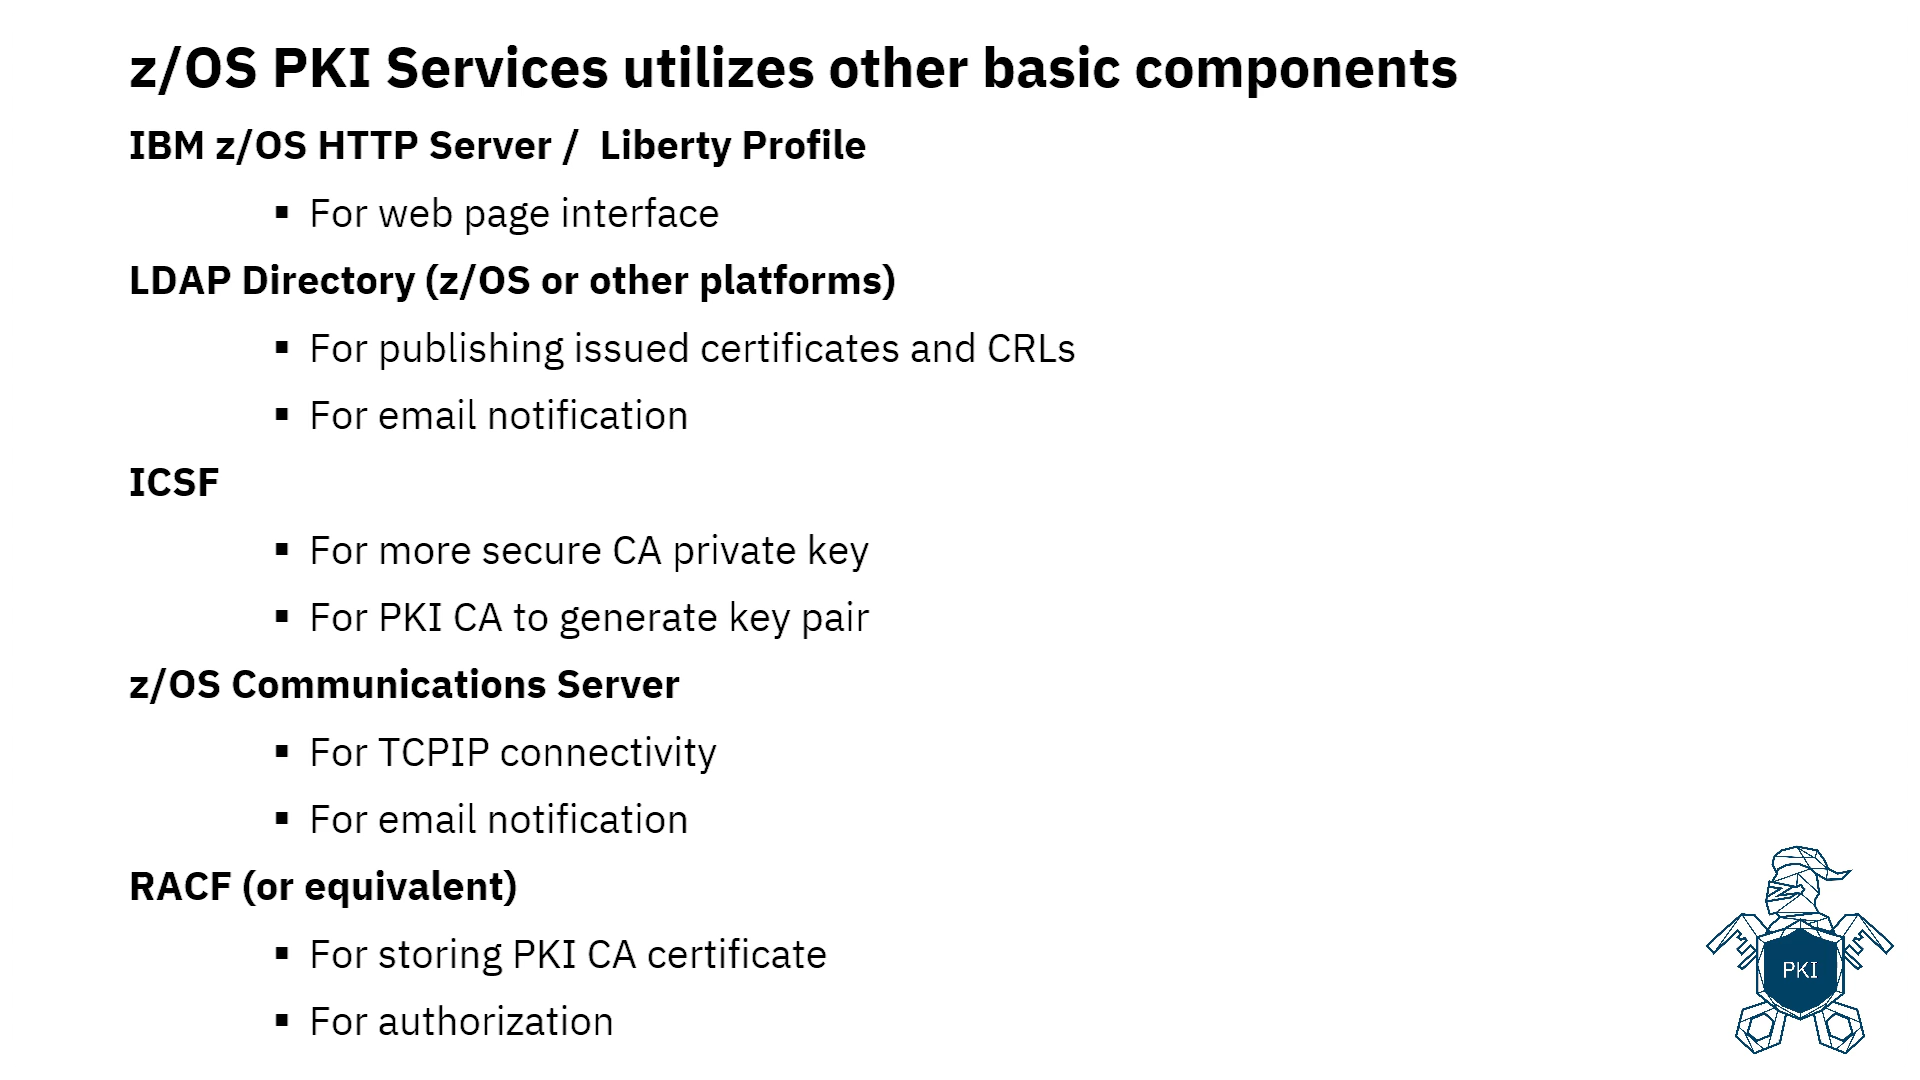 z/OS PKI Services utilizes other basic components
IBM z/OS HTTP Server /  Liberty Profile
▪ For web page interface
LDAP Directory (z/OS or other platforms)
▪ For publishing issued certificates and CRLs
▪ For email notification
ICSF
▪ For more secure CA private key
▪ For PKI CA to generate key pair
z/OS Communications Server
▪ For TCPIP connectivity
▪ For email notification
RACF (or equivalent)
▪ For storing PKI CA certificate
▪ For authorization
PKI